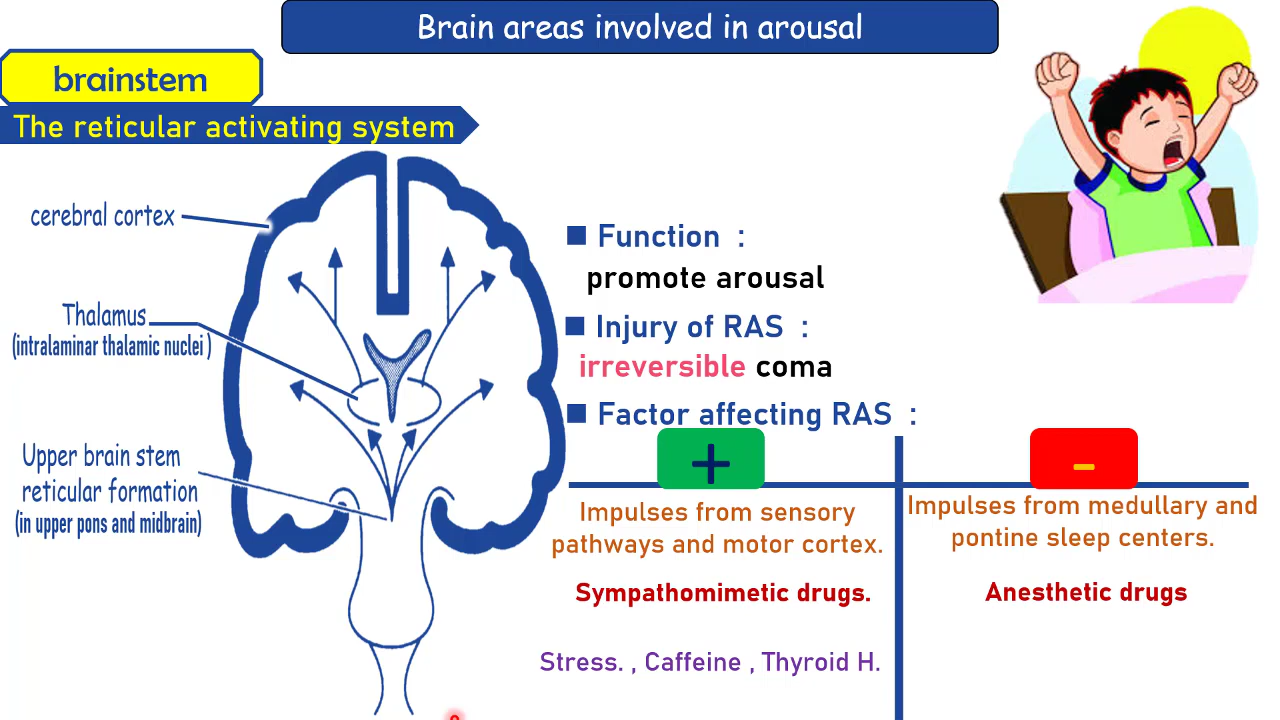 Brain areas involved in arousal
brainstem
The reticular activating system
cerebral cortex
Thalamus
(intralaminar thalamic nuclei )
Upper brain stem
reticular formation
(in upper pons and midbrain)
Function :
promote arousal
Injury of RAS :
irreversible coma
Factor affecting RAS :
+
Impulses from sensory
pathways and motor cortex.
Sympathomimetic drugs.
Stress. , Caffeine , Thyroid H.
-
Impulses from medullary and
pontine sleep centers.
Anesthetic drugs